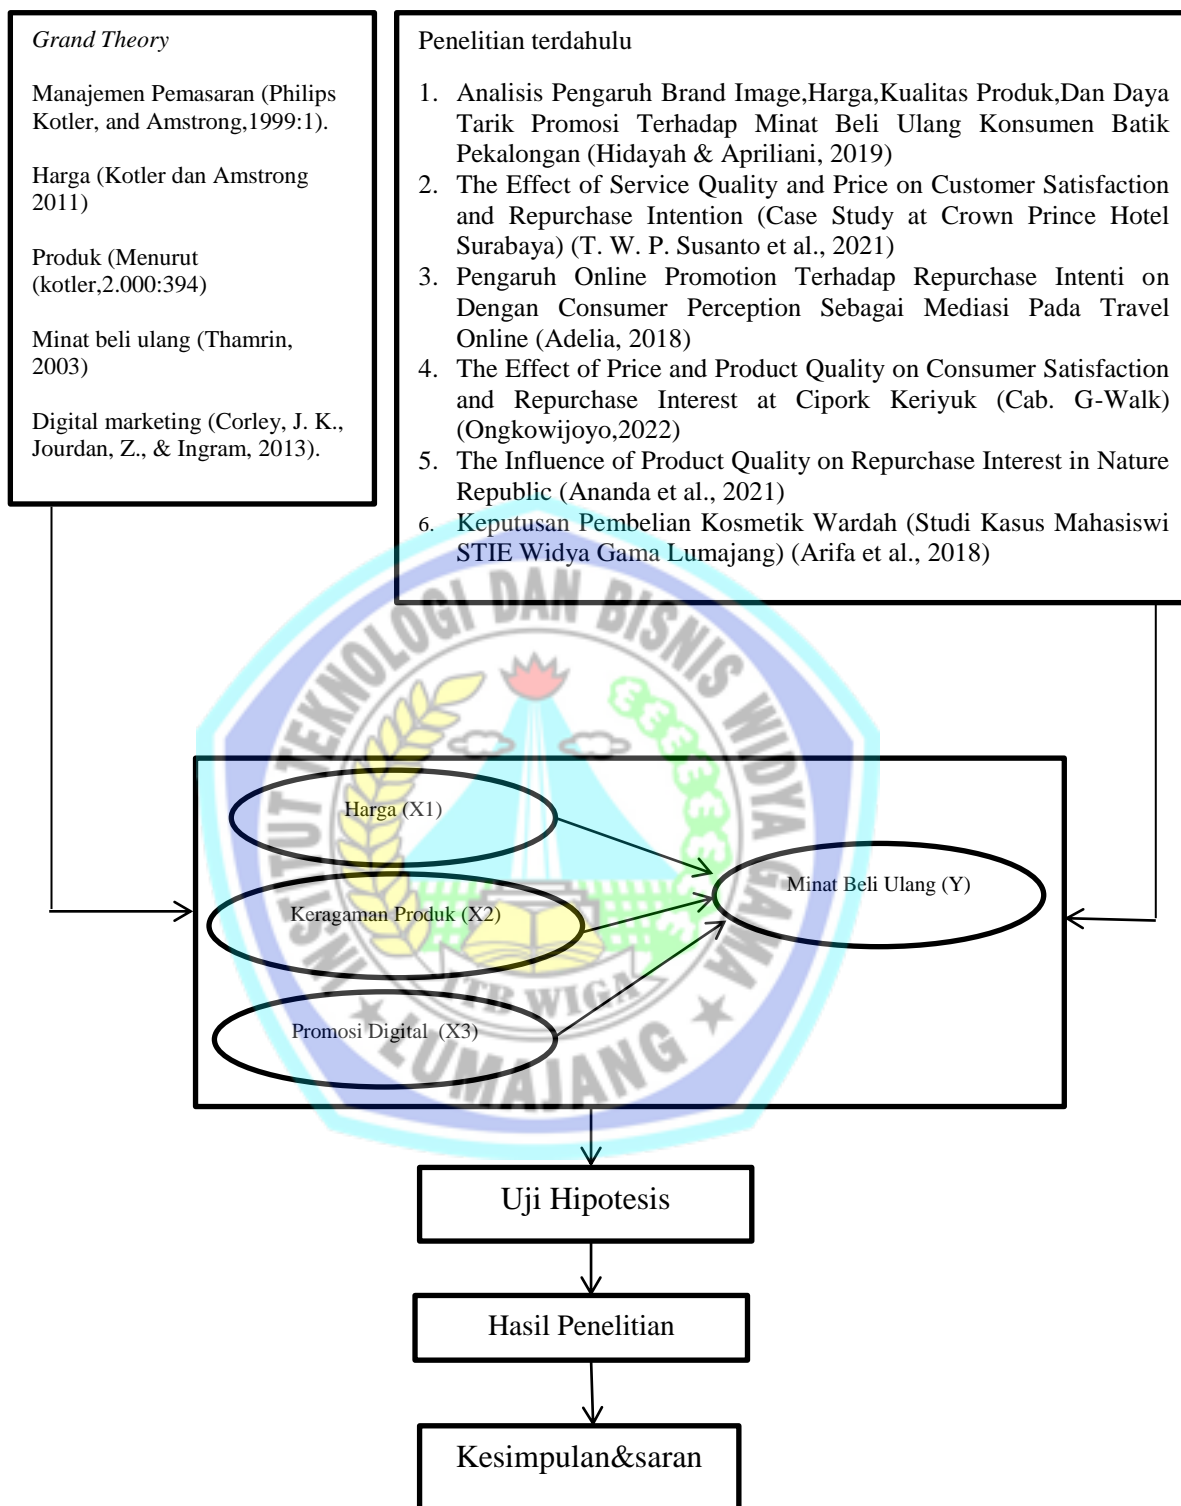 Grand Theory
Manajemen Pemasaran (Philips
Kotler, and Amstrong,1999:1).
Harga (Kotler dan Amstrong
2011)
Produk (Menurut
(kotler,2.000:394)
Minat beli ulang (Thamrin,
2003)
Digital marketing (Corley, J. K.,
Jourdan, Z., & Ingram, 2013).
Penelitian terdahulu
1. Analisis Pengaruh Brand Image,Harga,Kualitas Produk,Dan Daya
Tarik Promosi Terhadap Minat Beli Ulang Konsumen Batik
Pekalongan (Hidayah & Apriliani, 2019)
2. The Effect of Service Quality and Price on Customer Satisfaction
and Repurchase Intention (Case Study at Crown Prince Hotel
Surabaya) (T. W. P. Susanto et al., 2021)
3. Pengaruh Online Promotion Terhadap Repurchase Intenti on
Dengan Consumer Perception Sebagai Mediasi Pada Travel
Online (Adelia, 2018)
4. The Effect of Price and Product Quality on Consumer Satisfaction
and Repurchase Interest at Cipork Keriyuk (Cab. G-Walk)
(Ongkowijoyo,2022)
5. The Influence of Product Quality on Repurchase Interest in Nature
Republic (Ananda et al., 2021)
6. Keputusan Pembelian Kosmetik Wardah (Studi Kasus Mahasiswi
STIE Widya Gama Lumajang) (Arifa et al., 2018)
INSTITUT TEKNOLOGI DAN BISNIS WIDYA GAMA
ITB WIGA
LUMAJANG
Harga (X1)
Keragaman Produk (X2)
Promosi Digital (X3)
Minat Beli Ulang (Y)
Uji Hipotesis
Hasil Penelitian
Kesimpulan&saran